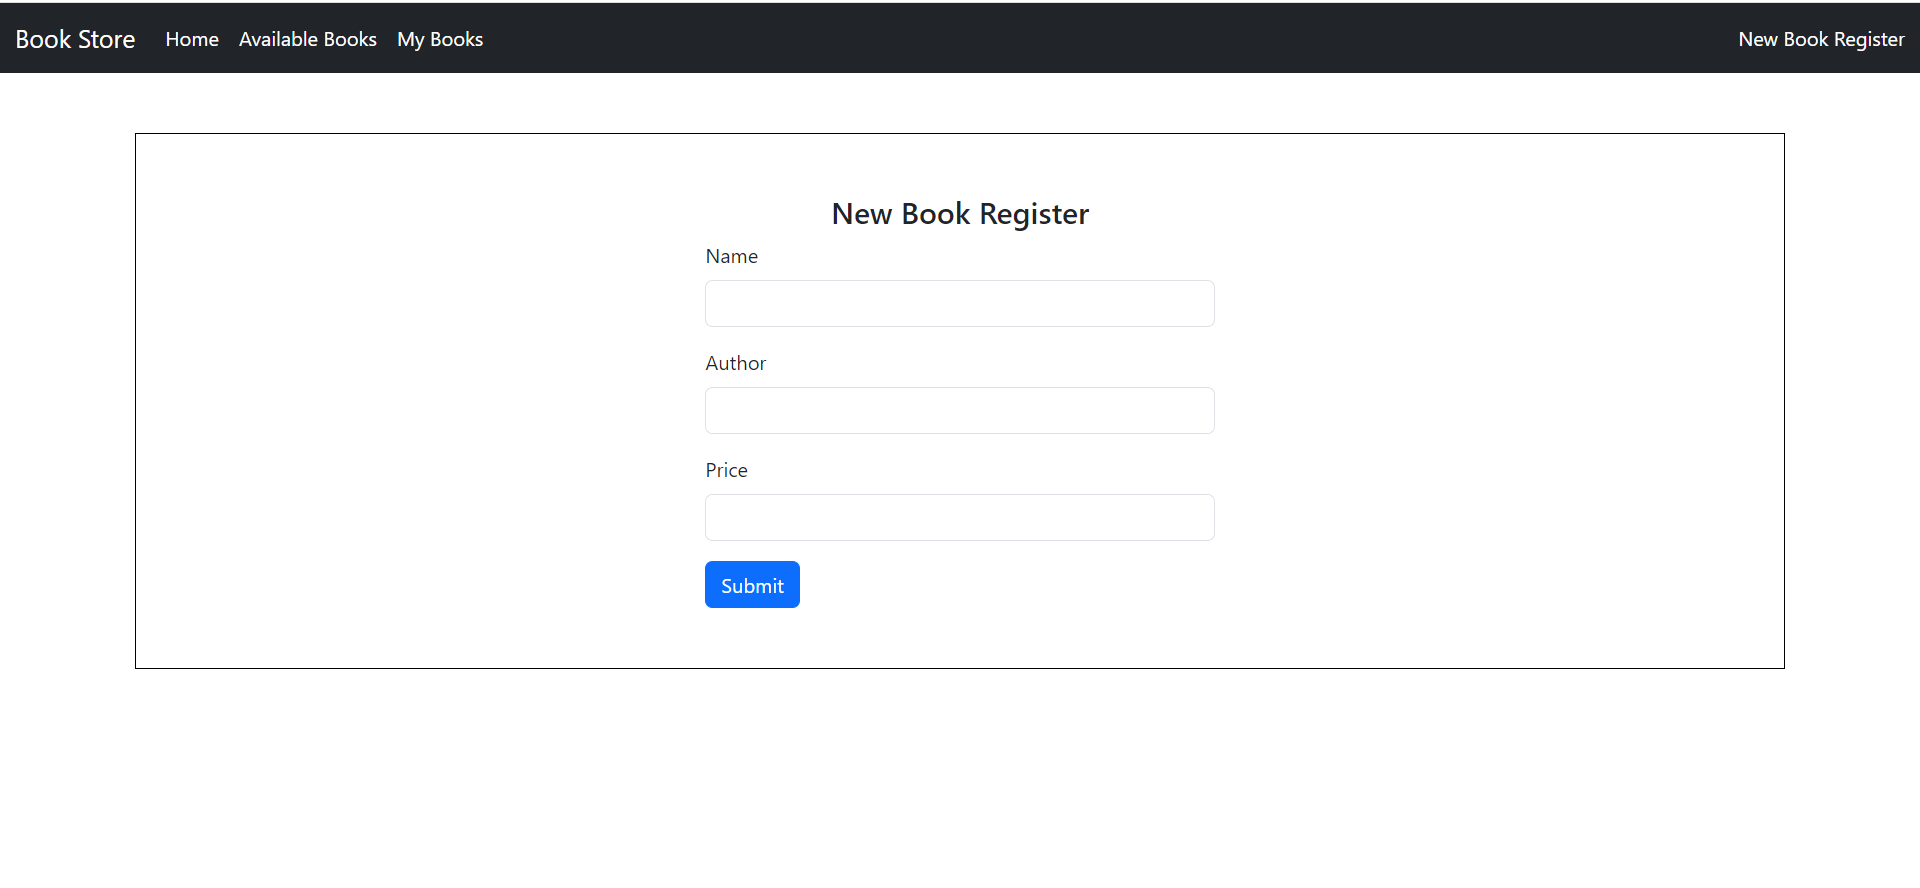 Book Store Home Available Books My Books New Book Register
New Book Register
Name
Author
Price
Submit